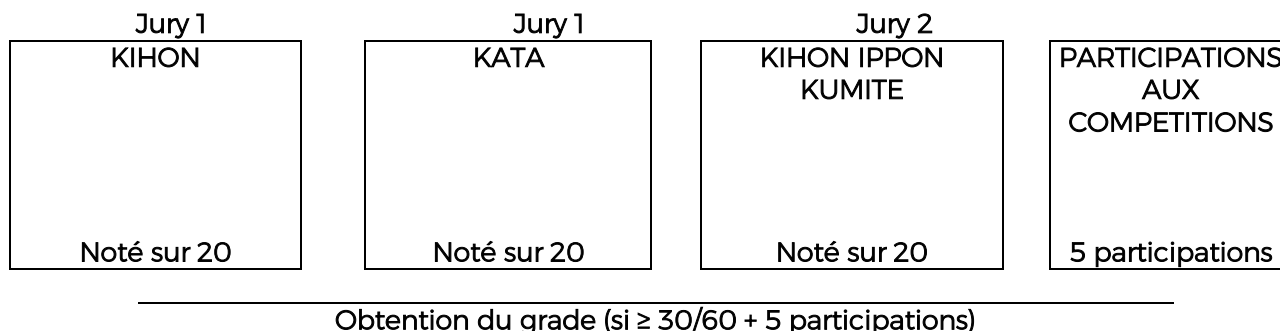 Jury 1
KIHON
Noté sur 20
Jury 1
KATA
Noté sur 20
Jury 2
KIHON IPPON
KUMITE
Noté sur 20
PARTICIPATIONS
AUX
COMPETITIONS
5 participations
Obtention du grade (si ≥ 30/60 + 5 participations)